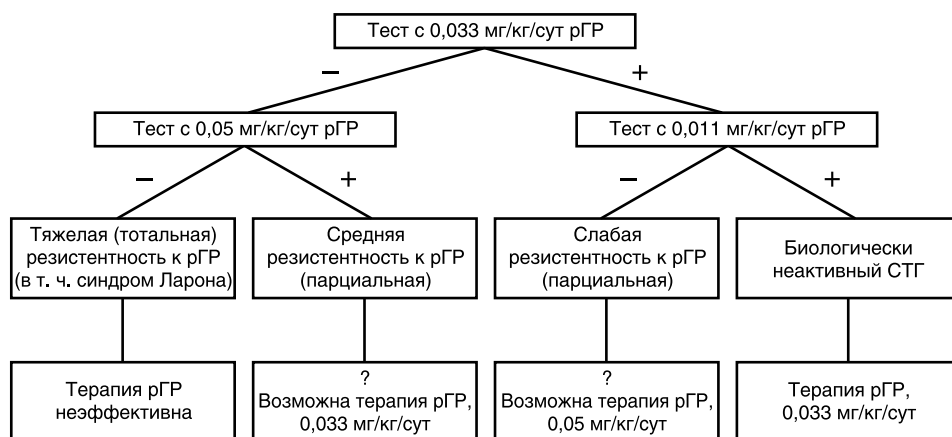 Тест с 0,033 мг/кг/сут рГР
– +
Тест с 0,05 мг/кг/сут рГР
Тест с 0,011 мг/кг/сут рГР
– +
– +
Тяжелая (тотальная)
резистентность к рГР
(в т. ч. синдром Ларона)
Средняя
резистентность к рГР
(парциальная)
Слабая
резистентность к рГР
(парциальная)
Биологически
неактивный СТГ
Терапия рГР
неэффективна
?
Возможна терапия рГР,
0,033 мг/кг/сут
?
Возможна терапия рГР,
0,05 мг/кг/сут
Терапия рГР,
0,033 мг/кг/сут